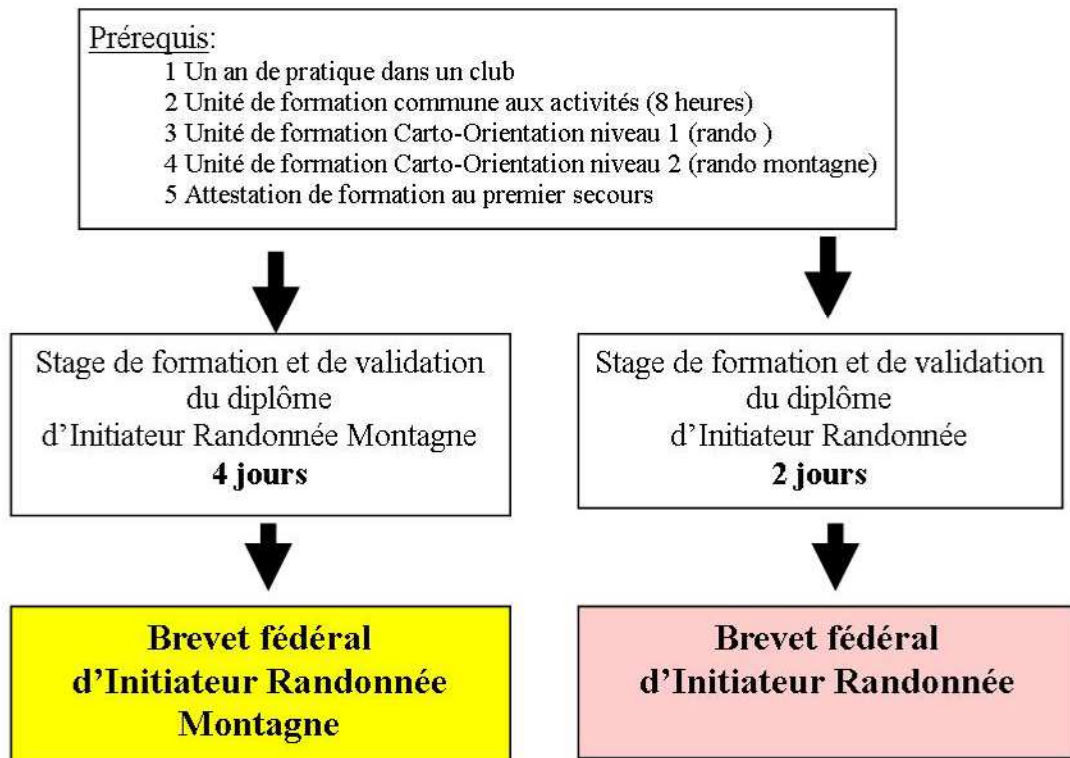 Prérequis:
1 Un an de pratique dans un club
2 Unité de formation commune aux activités (8 heures)
3 Unité de formation Carto-Orientation niveau 1 (rando )
4 Unité de formation Carto-Orientation niveau 2 (rando montagne)
5 Attestation de formation au premier secours
Stage de formation et de validation
du diplôme
d'Initiateur Randonnée Montagne
4 jours
Stage de formation et de validation
du diplôme
d'Initiateur Randonnée
2 jours
Brevet fédéral
d'Initiateur Randonnée
Montagne
Brevet fédéral
d'Initiateur Randonnée